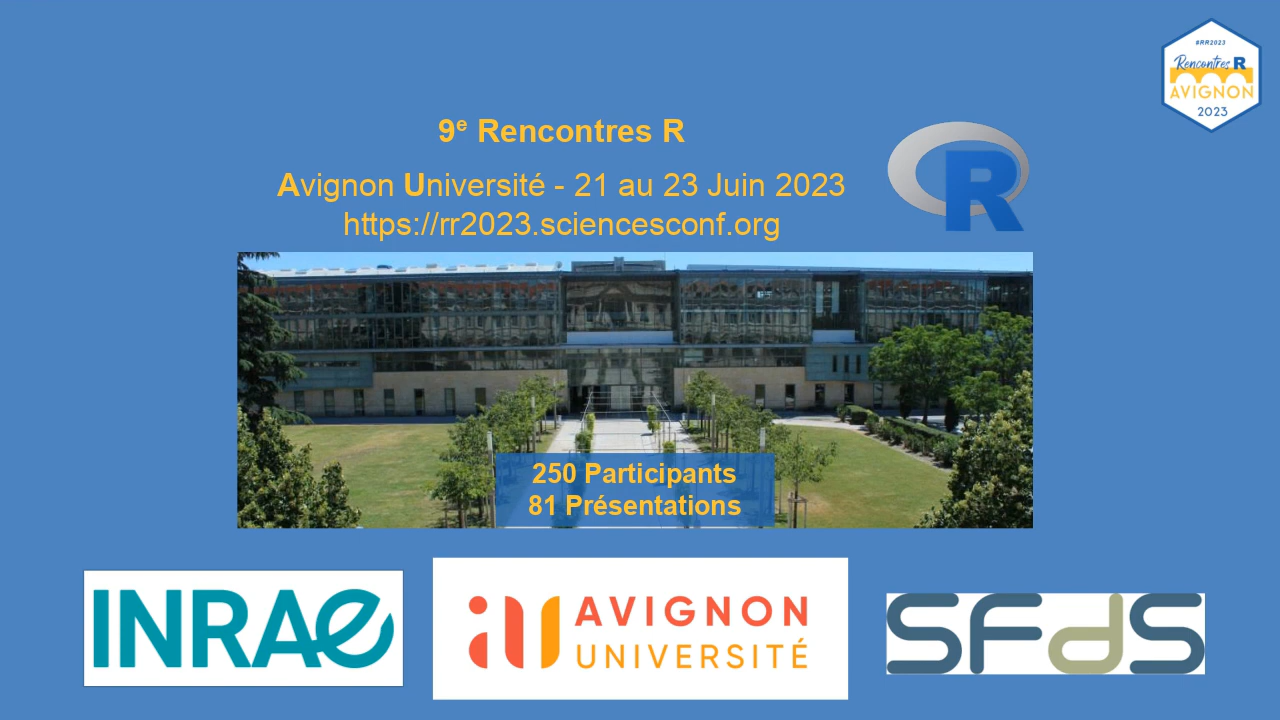 #RR2023
Rencontres R
AVIGNON
2023
9e Rencontres R
Avignon Université - 21 au 23 Juin 2023
https://rr2023.sciencesconf.org
R
250 Participants
81 Présentations
INRAE
au AVIGNON
UNIVERSITÉ
SFdS